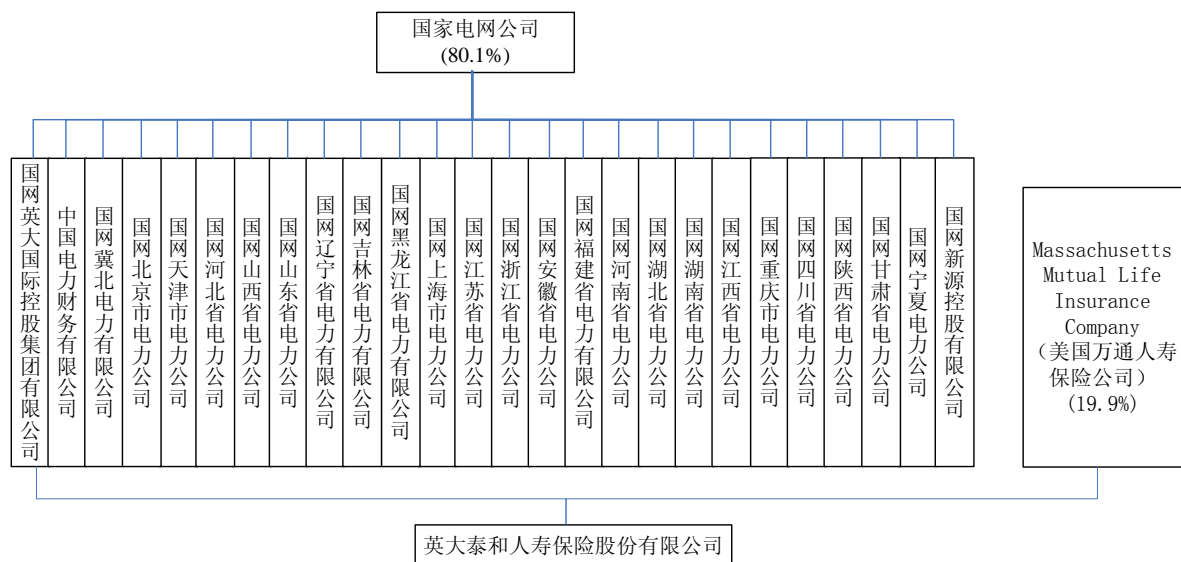 国家电网公司
(80.1%)
国网英大国际控股集团有限公司
中国电力财务有限公司
国网冀北电力有限公司
国网北京市电力公司
国网天津市电力公司
国网河北省电力公司
国网山西省电力公司
国网山东省电力公司
国网辽宁省电力有限公司
国网吉林省电力有限公司
国网黑龙江省电力有限公司
国网上海市电力公司
国网江苏省电力公司
国网浙江省电力公司
国网安徽省电力公司
国网福建省电力有限公司
国网河南省电力公司
国网湖北省电力公司
国网湖南省电力公司
国网江西省电力公司
国网重庆市电力公司
国网四川省电力公司
国网陕西省电力公司
国网甘肃省电力公司
国网宁夏电力公司
国网新源控股有限公司
Massachusetts
Mutual Life
Insurance
Company
（美国万通人寿
保险公司）
(19.9%)
英大泰和人寿保险股份有限公司